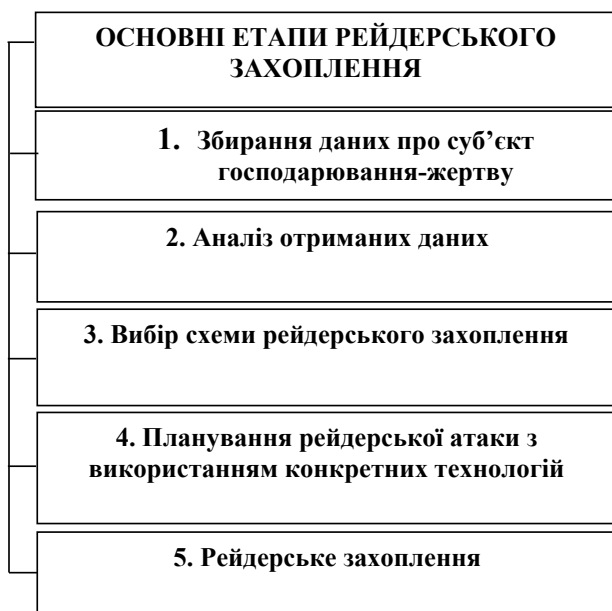 ОСНОВНІ ЕТАПИ РЕЙДЕРСЬКОГО
ЗАХОПЛЕННЯ
1. Збирання даних про суб’єкт
господарювання-жертву
2. Аналіз отриманих даних
3. Вибір схеми рейдерського захоплення
4. Планування рейдерської атаки з
використанням конкретних технологій
5. Рейдерське захоплення